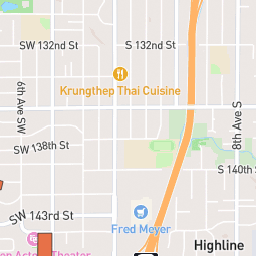 SW 132nd St
S 132nd St
Krungthep Thai Cuisine
6th Ave SW
8th Ave S
SW 138th St
S 140th
SW 143rd St
Fred Meyer
Highline
Theater